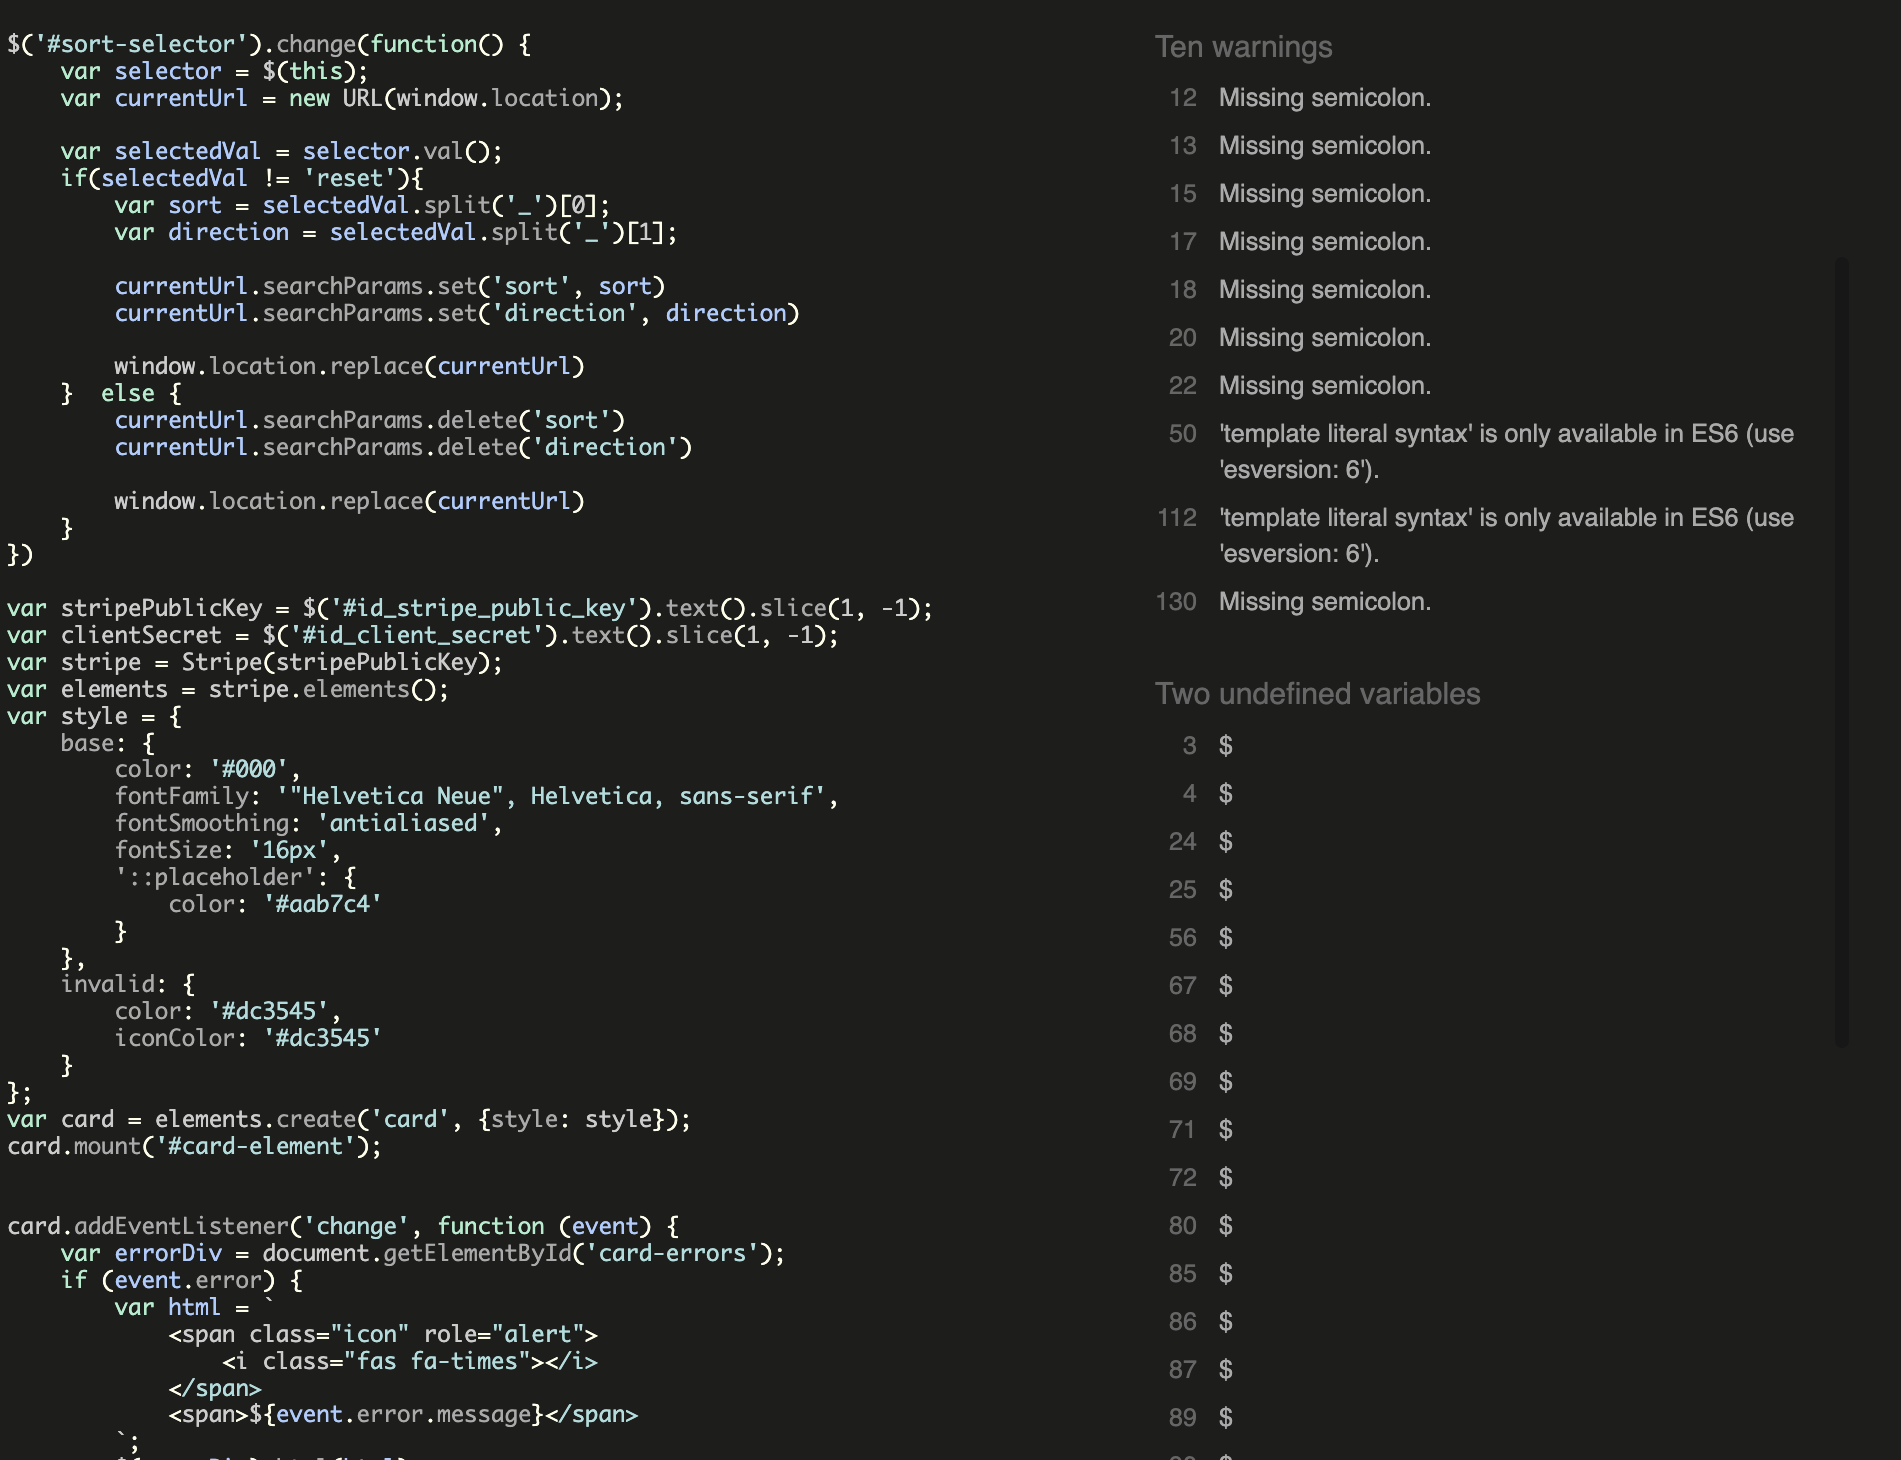 $('#sort-selector').change(function() {
    var selector = $(this);
    var currentUrl = new URL(window.location);

    var selectedVal = selector.val();
    if(selectedVal != 'reset'){
        var sort = selectedVal.split('_')[0];
        var direction = selectedVal.split('_')[1];

        currentUrl.searchParams.set('sort', sort)
        currentUrl.searchParams.set('direction', direction)

        window.location.replace(currentUrl)
    }  else {
        currentUrl.searchParams.delete('sort')
        currentUrl.searchParams.delete('direction')

        window.location.replace(currentUrl)
    }
})

var stripePublicKey = $('#id_stripe_public_key').text().slice(1, -1);
var clientSecret = $('#id_client_secret').text().slice(1, -1);
var stripe = Stripe(stripePublicKey);
var elements = stripe.elements();
var style = {
    base: {
        color: '#000',
        fontFamily: '"Helvetica Neue", Helvetica, sans-serif',
        fontSmoothing: 'antialiased',
        fontSize: '16px',
        '::placeholder': {
            color: '#aab7c4'
        }
    },
    invalid: {
        color: '#dc3545',
        iconColor: '#dc3545'
    }
};
var card = elements.create('card', {style: style});
card.mount('#card-element');

card.addEventListener('change', function (event) {
    var errorDiv = document.getElementById('card-errors');
    if (event.error) {
        var html = `
            <span class="icon" role="alert">
                <i class="fas fa-times"></i>
            </span>
            <span>${event.error.message}</span>
        `;
Ten warnings
12 Missing semicolon.
13 Missing semicolon.
15 Missing semicolon.
17 Missing semicolon.
18 Missing semicolon.
20 Missing semicolon.
22 Missing semicolon.
50 'template literal syntax' is only available in ES6 (use
'esversion: 6').
112 'template literal syntax' is only available in ES6 (use
'esversion: 6').
130 Missing semicolon.
Two undefined variables
3 $
4 $
24 $
25 $
56 $
67 $
68 $
69 $
71 $
72 $
80 $
85 $
86 $
87 $
89 $